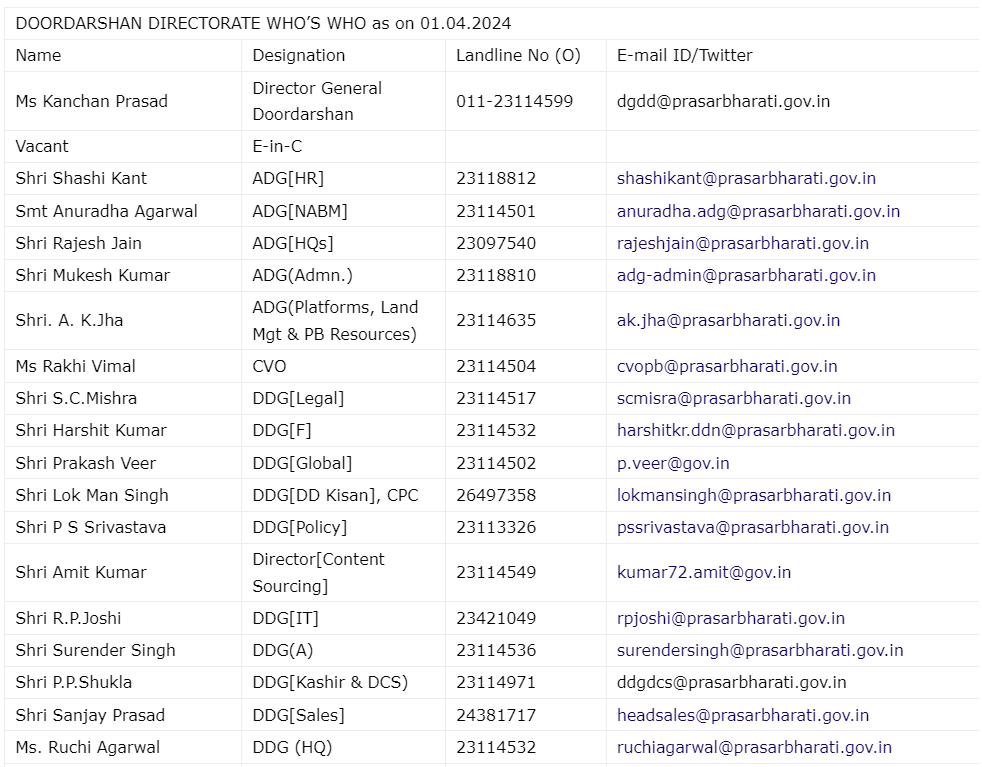 DOORDARSHAN DIRECTORATE WHO’S WHO as on 01.04.2024
Name Designation Landline No (O) E-mail ID/Twitter
Ms Kanchan Prasad Director General Doordarshan 011-23114599 dgdd@prasarbharati.gov.in
Vacant E-in-C
Shri Shashi Kant ADG[HR] 23118812 shashikant@prasarbharati.gov.in
Smt Anuradha Agarwal ADG[NABM] 23114501 anuradha.adg@prasarbharati.gov.in
Shri Rajesh Jain ADG[HQs] 23097540 rajeshjain@prasarbharati.gov.in
Shri Mukesh Kumar ADG(Admn.) 23118810 adg-admin@prasarbharati.gov.in
Shri. A. K.Jha ADG(Platforms, Land Mgt & PB Resources) 23114635 ak.jha@prasarbharati.gov.in
Ms Rakhi Vimal CVO 23114504 cvopb@prasarbharati.gov.in
Shri S.C.Mishra DDG[Legal] 23114517 scmisra@prasarbharati.gov.in
Shri Harshit Kumar DDG[F] 23114532 harshitkr.ddn@prasarbharati.gov.in
Shri Prakash Veer DDG[Global] 23114502 p.veer@gov.in
Shri Lok Man Singh DDG[DD Kisan], CPC 26497358 lokmansingh@prasarbharati.gov.in
Shri P S Srivastava DDG[Policy] 23113326 pssrivastava@prasarbharati.gov.in
Shri Amit Kumar Director[Content Sourcing] 23114549 kumar72.amit@gov.in
Shri R.P.Joshi DDG[IT] 23421049 rpjoshi@prasarbharati.gov.in
Shri Surender Singh DDG(A) 23114536 surendersingh@prasarbharati.gov.in
Shri P.P.Shukla DDG[Kashir & DCS) 23114971 ddgdcs@prasarbharati.gov.in
Shri Sanjay Prasad DDG[Sales] 24381717 headsales@prasarbharati.gov.in
Ms. Ruchi Agarwal DDG (HQ) 23114532 ruchiagarwal@prasarbharati.gov.in